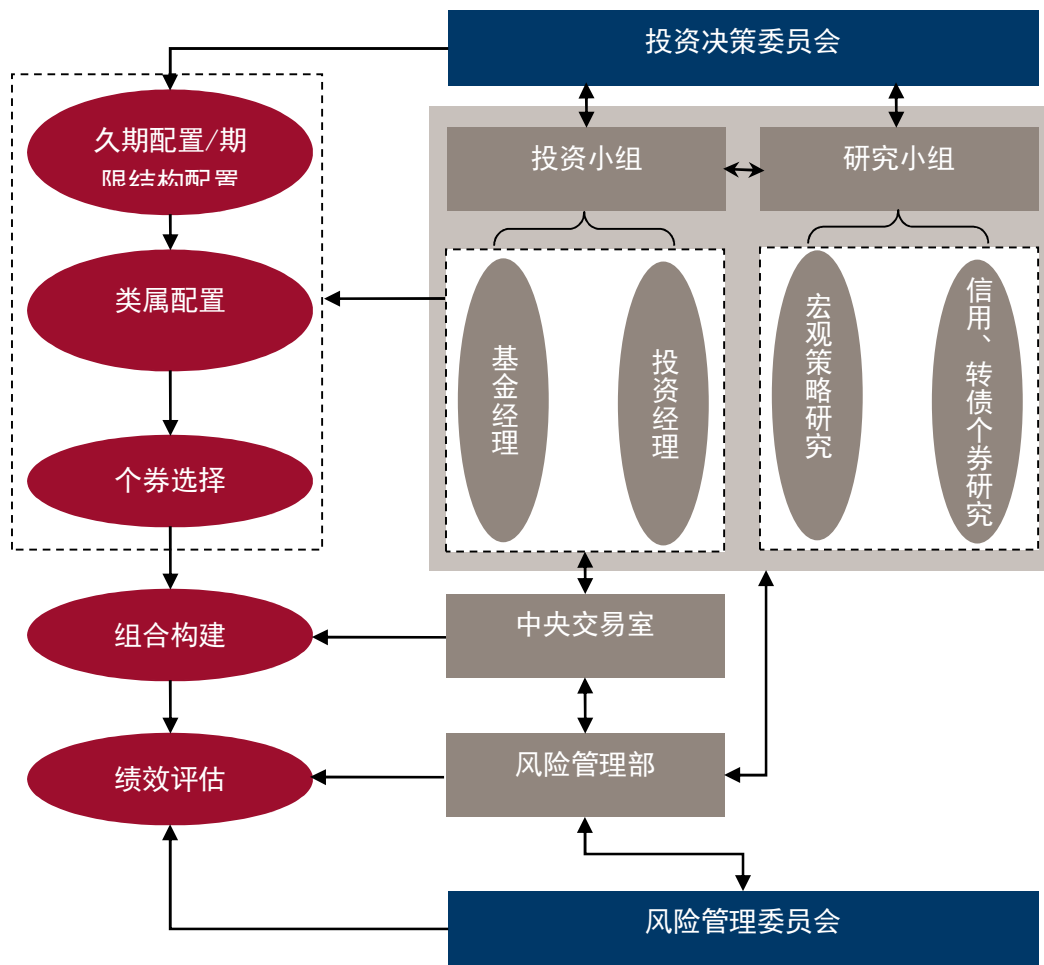 投资决策委员会
久期配置/期
限结构配置
投资小组
研究小组
类属配置
基金经理
投资经理
宏观策略研究
信用、转债个券研究
个券选择
组合构建
中央交易室
绩效评估
风险管理部
风险管理委员会